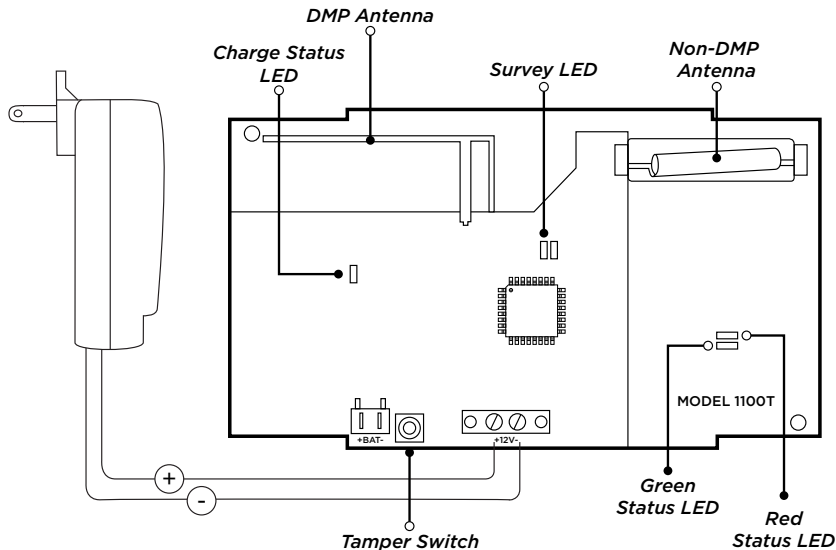 DMP Antenna
Charge Status
LED
Survey LED
Non-DMP
Antenna
MODEL 1100T
+BAT-
+12V-
+
-
Green
Status LED
Red
Status LED
Tamper Switch